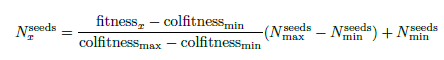 N_x^seeds = (fitness_x − colfitness_min) / (colfitness_max − colfitness_min) (N_max^seeds − N_min^seeds) + N_min^seeds